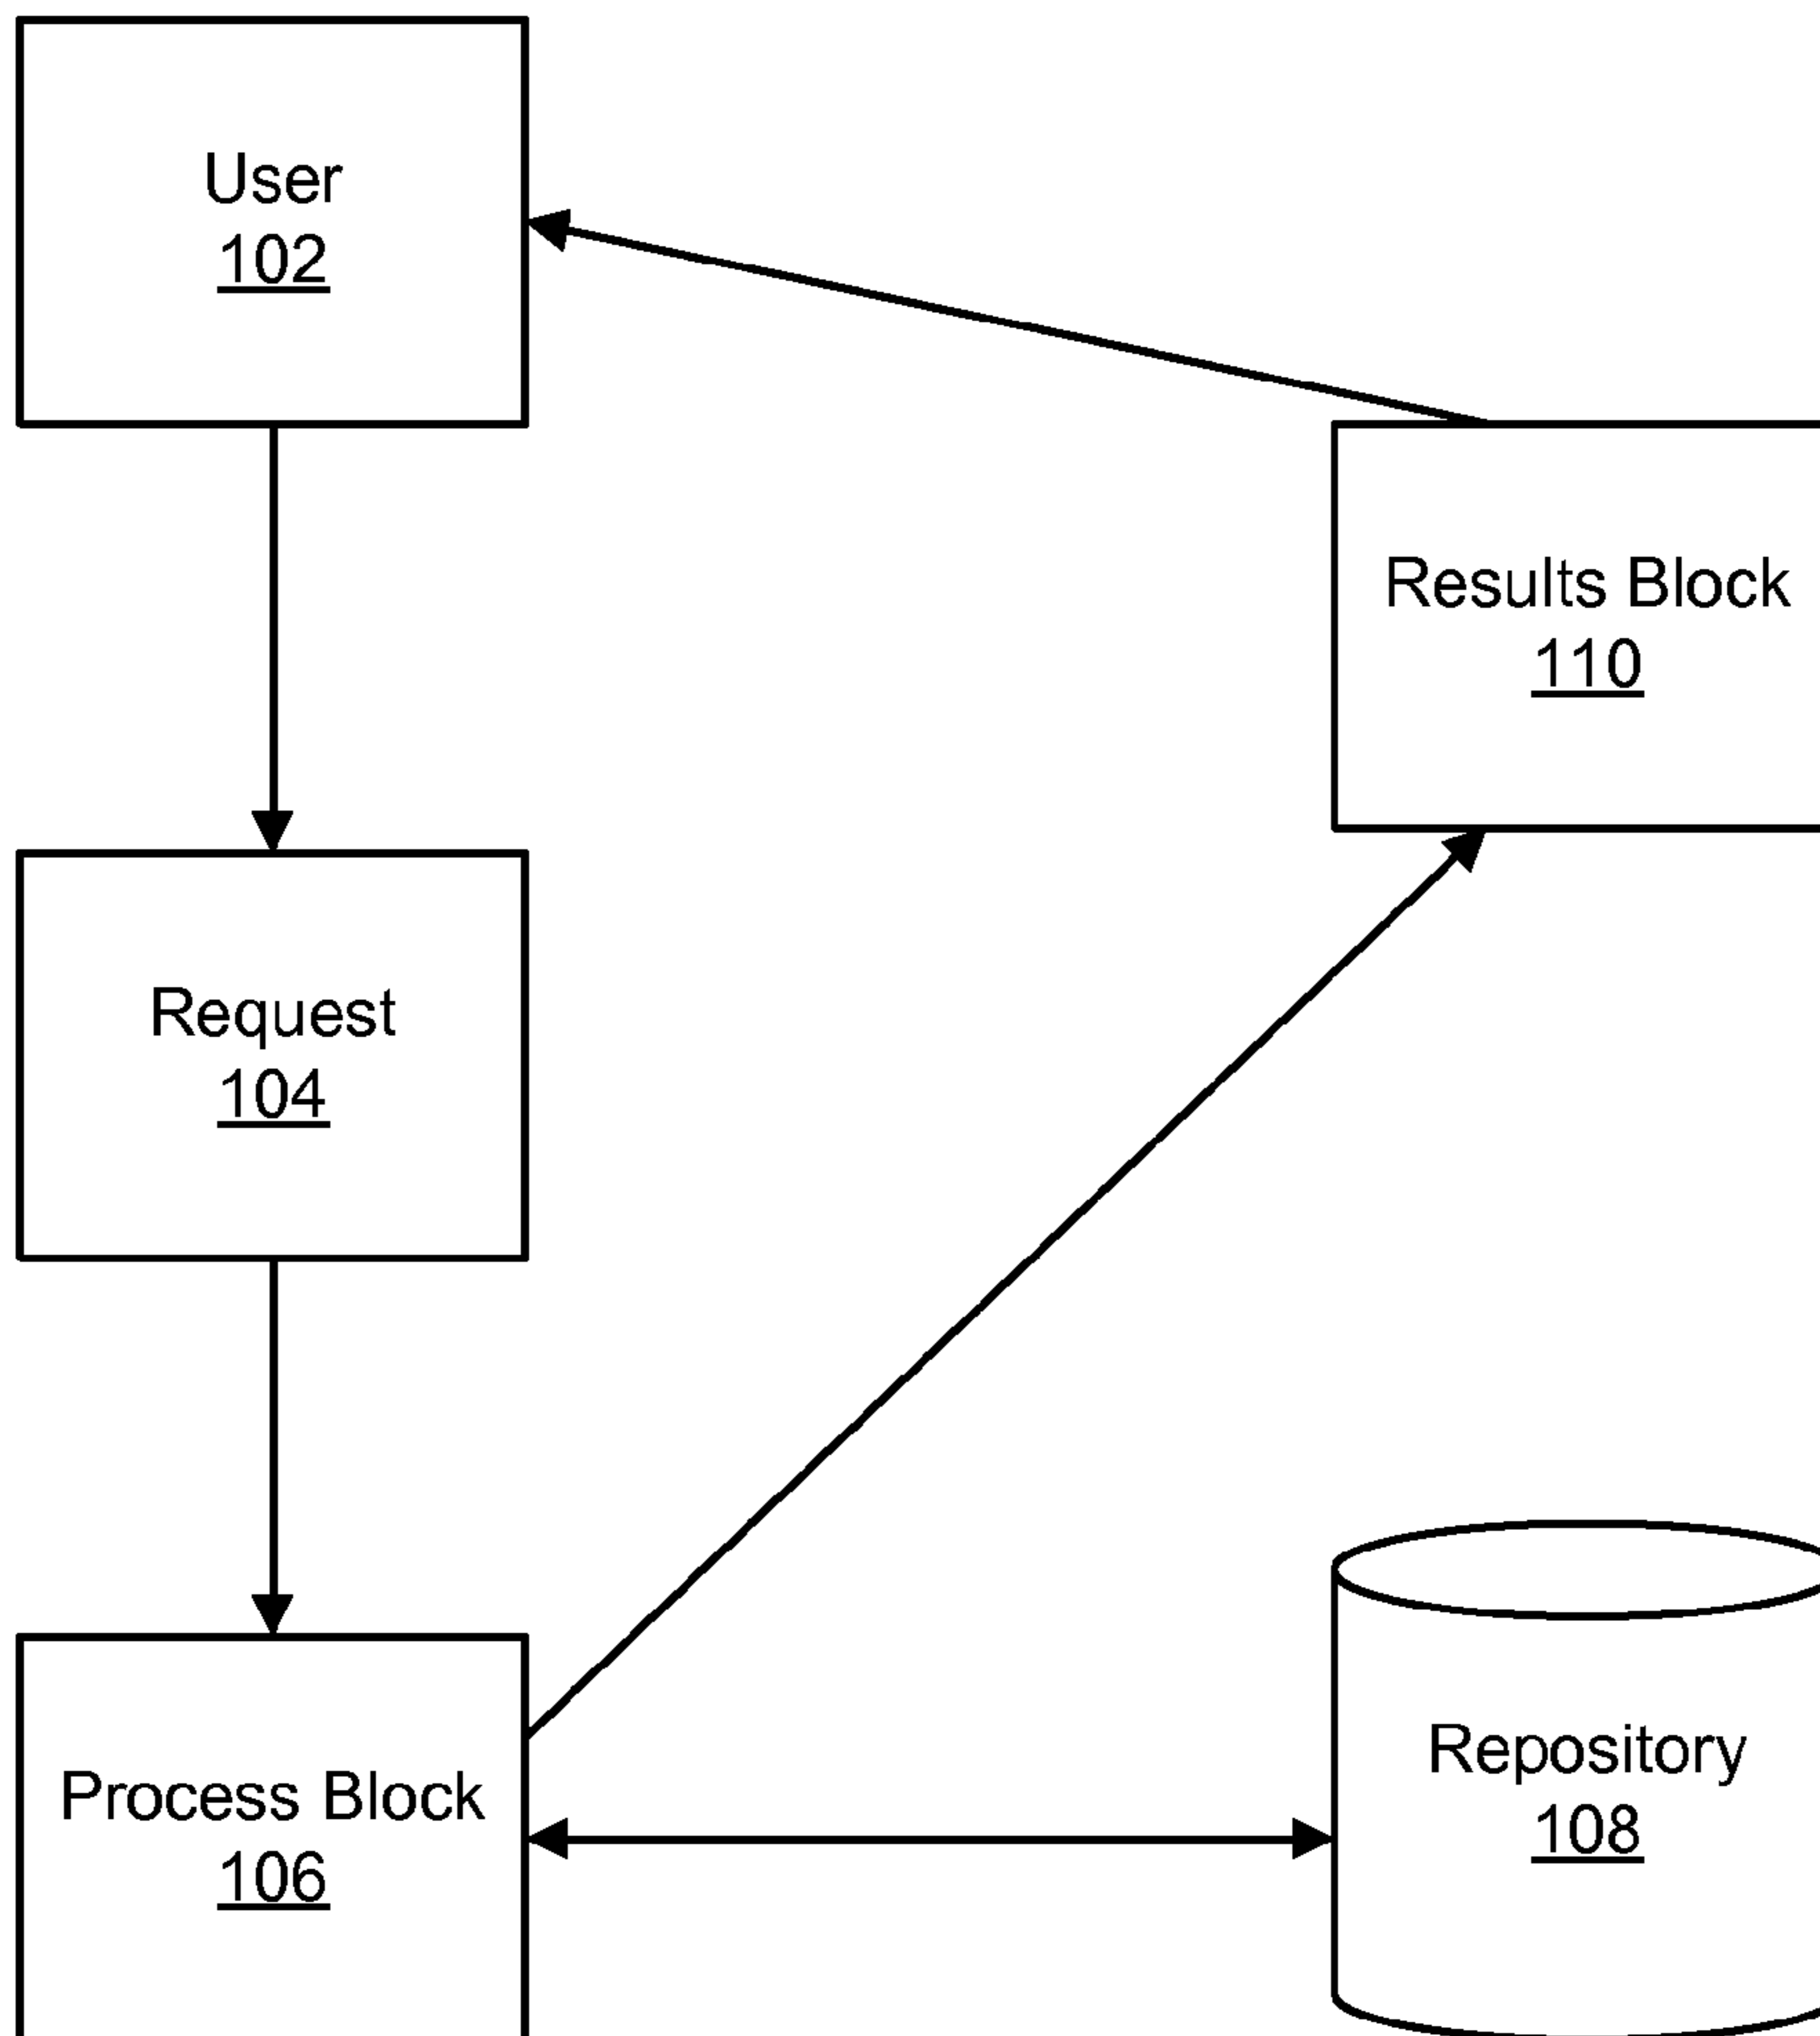 User
102
Results Block
110
Request
104
Process Block
106
Repository
108